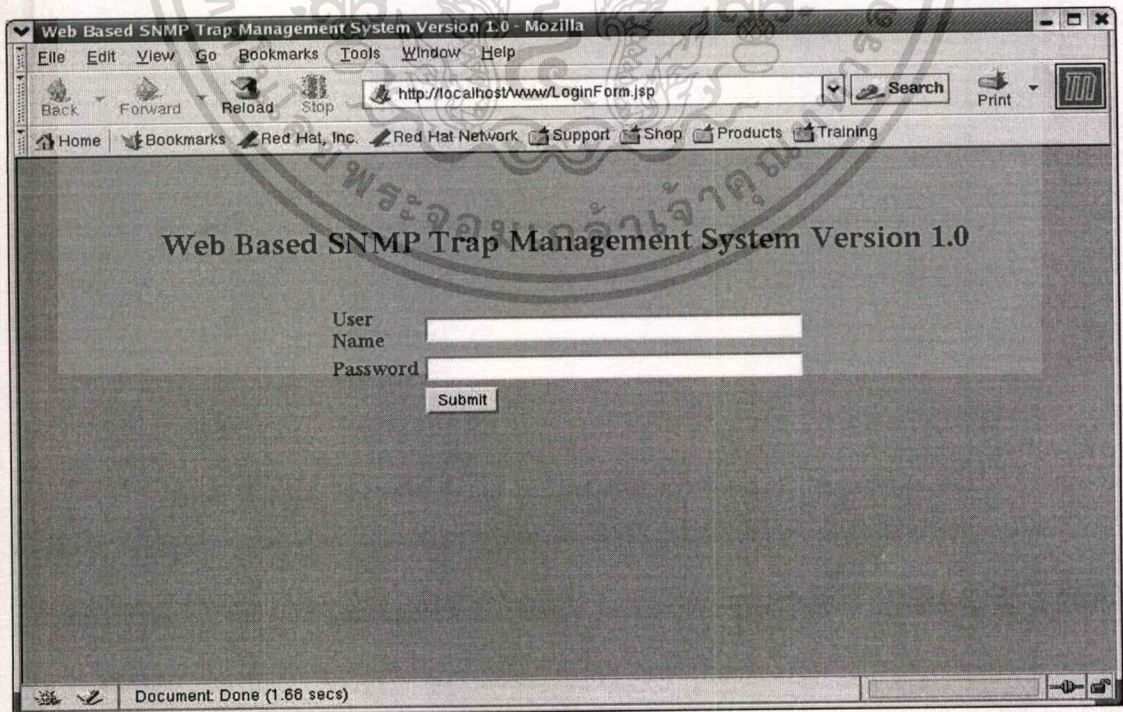 Web Based SNMP Trap Management System Version 1.0 - Mozilla
File Edit View Go Bookmarks Tools Window Help
Back Forward Reload Stop http://localhost/www/LoginForm.jsp Search Print
Home Bookmarks Red Hat, Inc. Red Hat Network Support Shop Products Training
Web Based SNMP Trap Management System Version 1.0
User
Name
Password
Submit
Document: Done (1.66 secs)